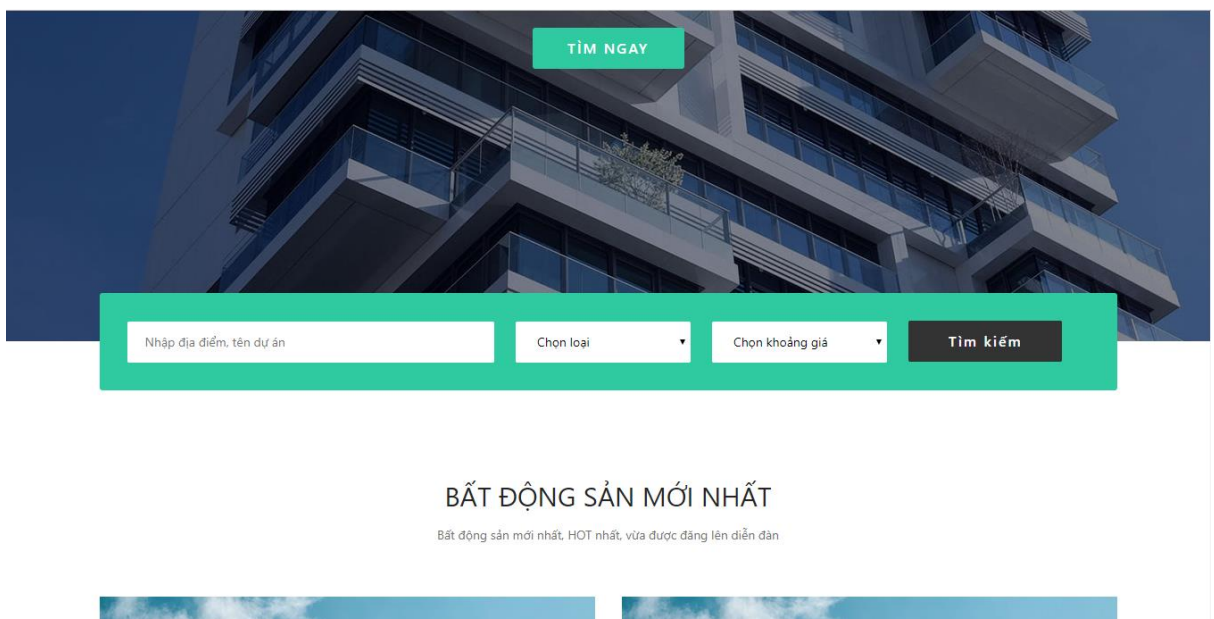 TÌM NGAY
Nhập địa điểm, tên dự án
Chọn loại
Chọn khoảng giá
Tìm kiếm
BẤT ĐỘNG SẢN MỚI NHẤT
Bất động sản mới nhất, HOT nhất, vừa được đăng lên diễn đàn